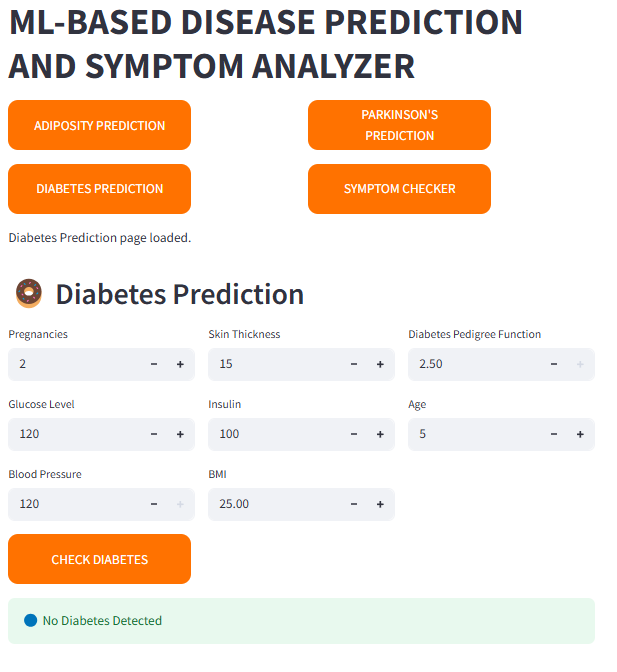 ML-BASED DISEASE PREDICTION
AND SYMPTOM ANALYZER
ADIPOSITY PREDICTION
PARKINSON'S
PREDICTION
DIABETES PREDICTION
SYMPTOM CHECKER
Diabetes Prediction page loaded.
Diabetes Prediction
Pregnancies
Skin Thickness
Diabetes Pedigree Function
2
15
2.50
Glucose Level
Insulin
Age
120
100
5
Blood Pressure
BMI
120
25.00
CHECK DIABETES
No Diabetes Detected